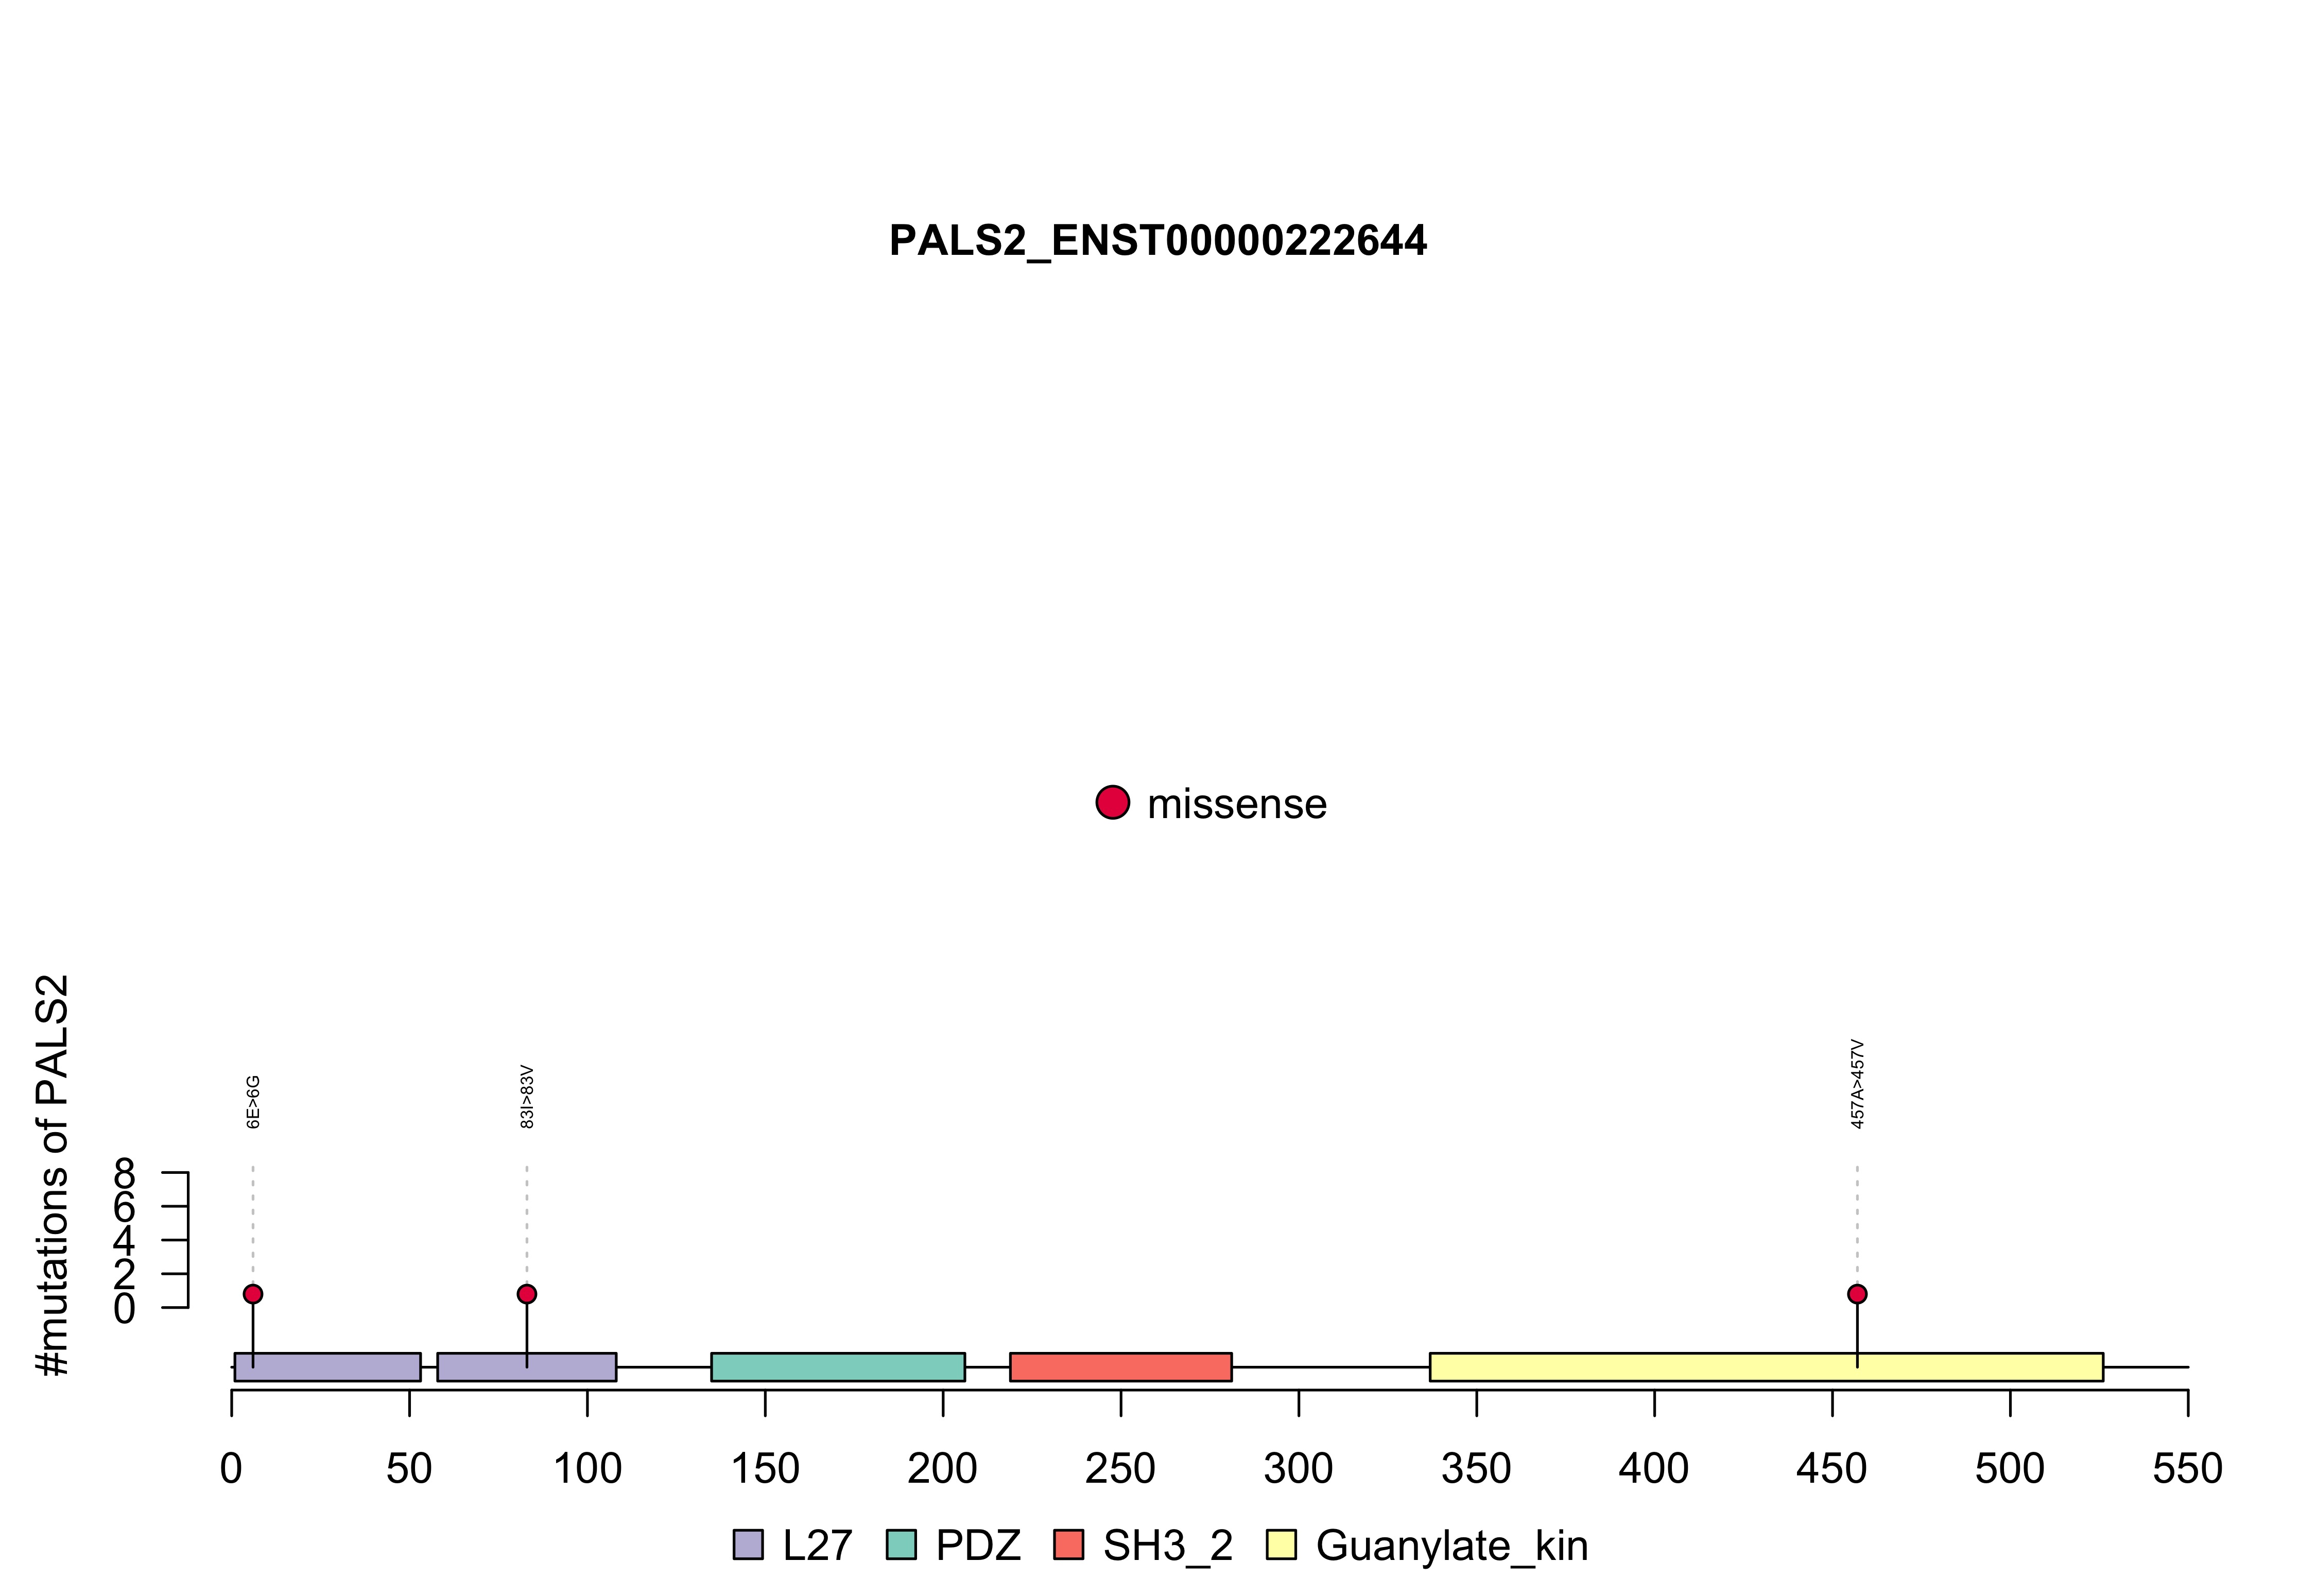 PALS2_ENST00000222644
missense
#mutations of PALS2
6E>6G
83I>83V
457A>457V
8
6
4
2
0
0 50 100 150 200 250 300 350 400 450 500 550
L27 PDZ SH3_2 Guanylate_kin